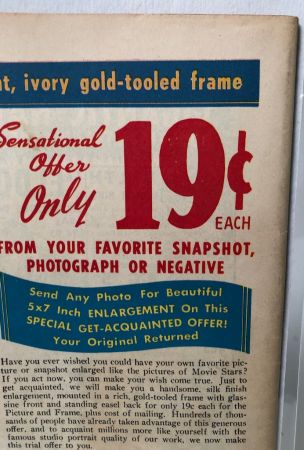 t, ivory gold-tooled frame
Sensational
Offer
Only
19¢
EACH
FROM YOUR FAVORITE SNAPSHOT,
PHOTOGRAPH OR NEGATIVE
Send Any Photo For Beautiful
5x7 Inch ENLARGEMENT On this
SPECIAL GET-ACQUAINTED OFFER!
Your Original Returned
Have you ever wished you could have your own favorite pic-
ture or snapshot enlarged like the pictures of Movie Stars?
If you act now, you can make your wish come true. Just to
get acquainted, we will make you a handsome, silk finish
enlargement, mounted in a rich, gold-tooled frame with glas-
sine front and standing easel back for only 19c each for the
Picture and Frame, plus cost of mailing. Hundreds of thou-
sands of people have already taken advantage of this generous
offer, and to acquaint millions more like yourself with the
famous studio portrait quality of our work, we now make
this trial offer to you.